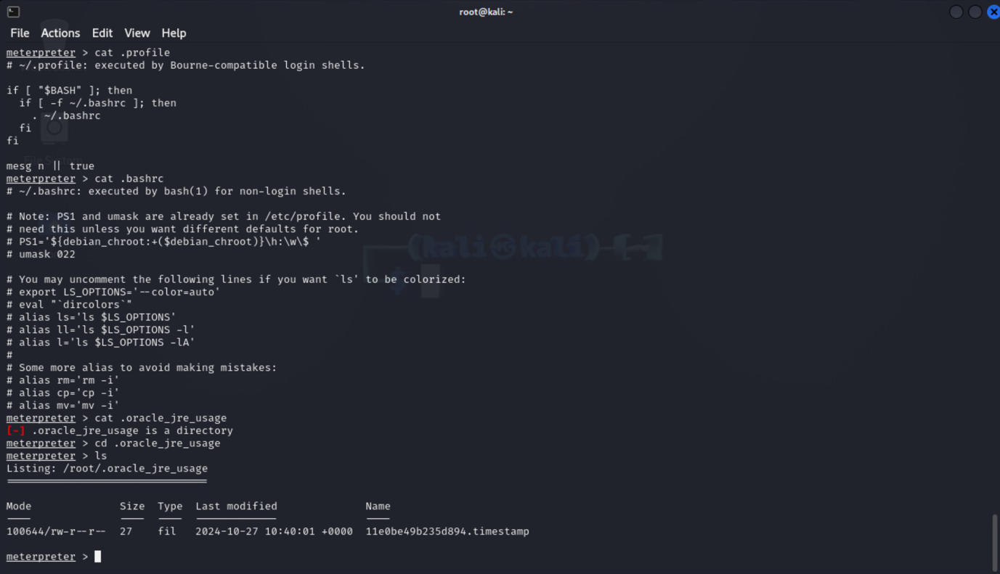 root@kali: ~
File Actions Edit View Help
meterpreter > cat .profile
# ~/.profile: executed by Bourne-compatible login shells.
if [ "$BASH" ]; then
  if [ -f ~/.bashrc ]; then
    . ~/.bashrc
  fi
fi
File System
mesg n || true
meterpreter > cat .bashrc
# ~/.bashrc: executed by bash(1) for non-login shells.
# Note: PS1 and umask are already set in /etc/profile. You should not
# need this unless you want different defaults for root.
# PS1='${debian_chroot:+($debian_chroot)}\h:\w\$ '
(kali㉿kali)-[~]
# umask 022
$
# You may uncomment the following lines if you want `ls' to be colorized:
# export LS_OPTIONS='--color=auto'
# eval "`dircolors`"
# alias ls='ls $LS_OPTIONS'
# alias ll='ls $LS_OPTIONS -l'
# alias l='ls $LS_OPTIONS -lA'
#
# Some more alias to avoid making mistakes:
# alias rm='rm -i'
# alias cp='cp -i'
# alias mv='mv -i'
meterpreter > cat .oracle_jre_usage
[-] .oracle_jre_usage is a directory
meterpreter > cd .oracle_jre_usage
meterpreter > ls
Listing: /root/.oracle_jre_usage
================================
Mode Size Type Last modified Name
---- ---- ---- ------------- ----
100644/rw-r--r-- 27 fil 2024-10-27 10:40:01 +0000 11e0be49b235d894.timestamp
meterpreter >